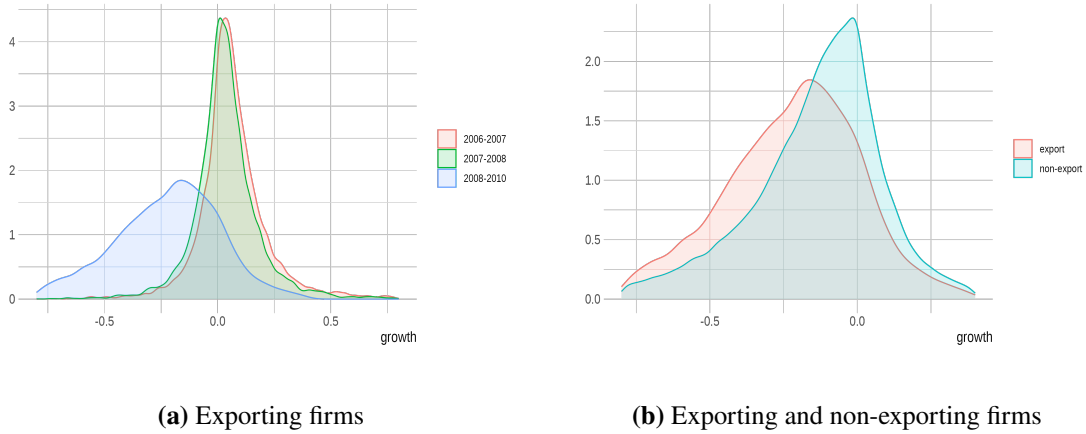 4
3
2
1
0
-0.5 0.0 0.5
growth
2006-2007
2007-2008
2008-2010
(a) Exporting firms
2.0
1.5
1.0
0.5
0.0
-0.5 0.0
growth
export
non-export
(b) Exporting and non-exporting firms